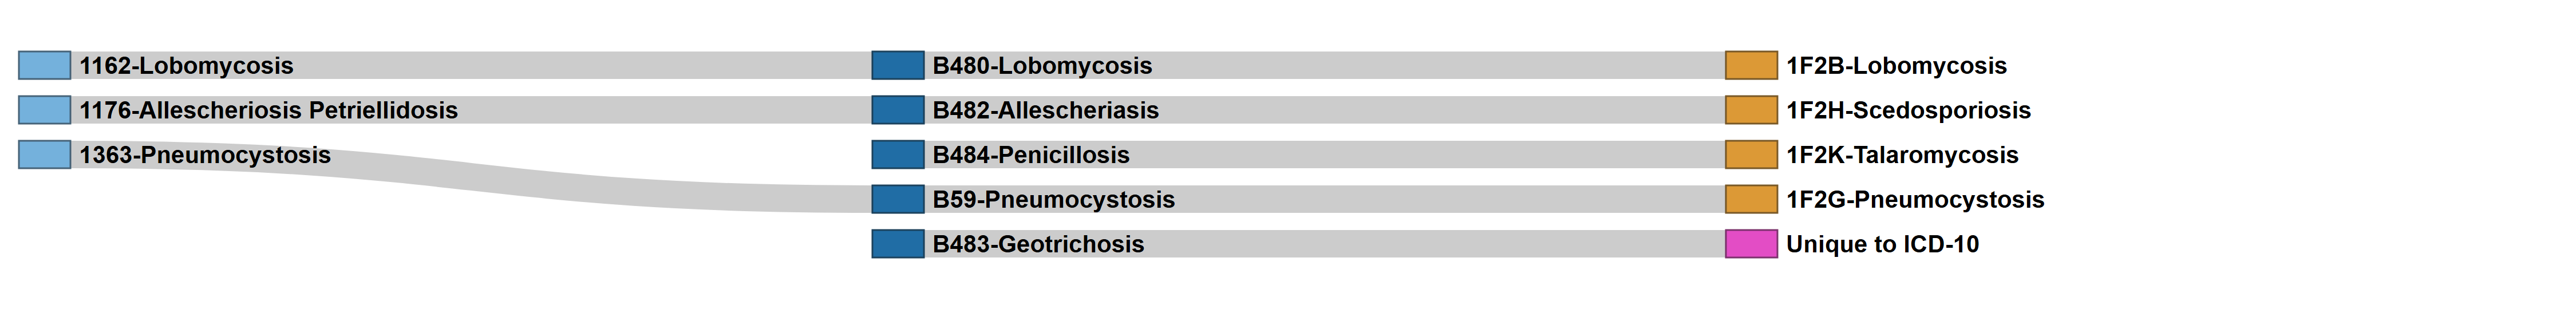 1162-Lobomycosis B480-Lobomycosis 1F2B-Lobomycosis
1176-Allescheriosis Petriellidosis B482-Allescheriasis 1F2H-Scedosporiosis
1363-Pneumocystosis B484-Penicillosis 1F2K-Talaromycosis
B59-Pneumocystosis 1F2G-Pneumocystosis
B483-Geotrichosis Unique to ICD-10